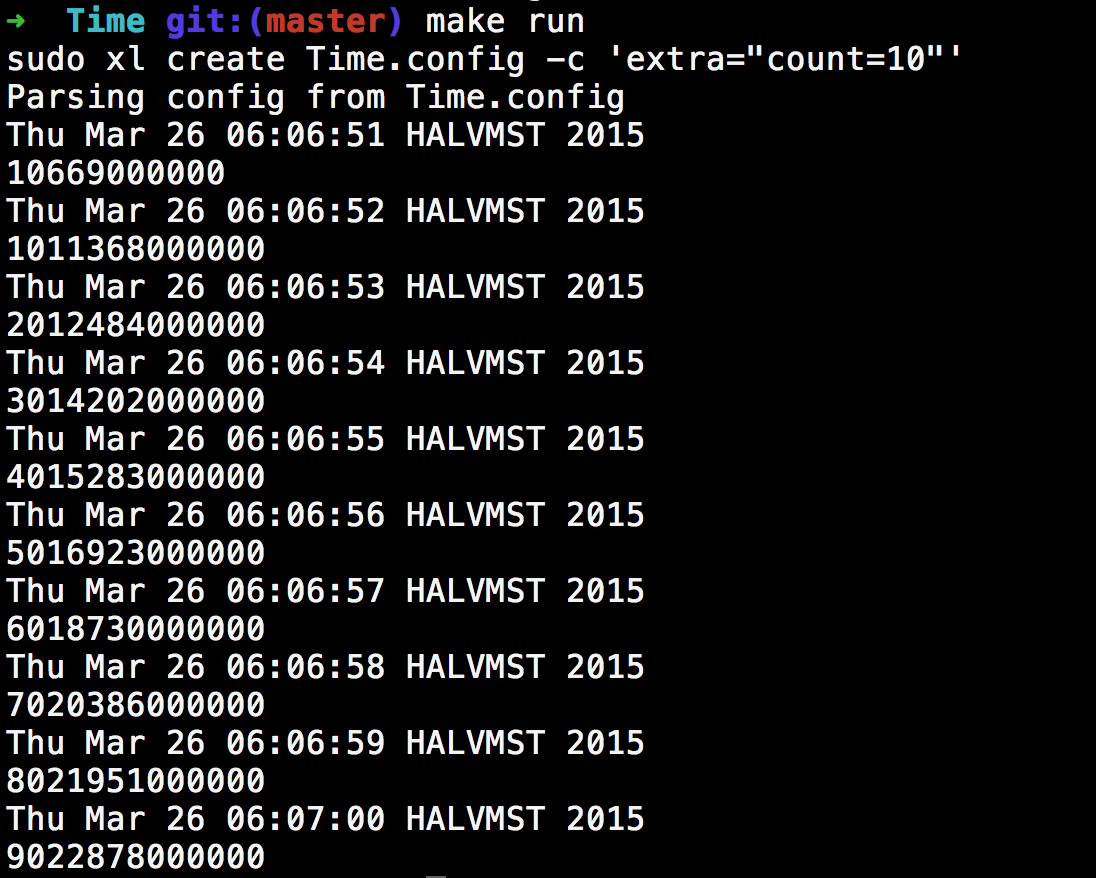 → Time git:(master) make run
sudo xl create Time.config -c 'extra="count=10"'
Parsing config from Time.config
Thu Mar 26 06:06:51 HALVMST 2015
10669000000
Thu Mar 26 06:06:52 HALVMST 2015
1011368000000
Thu Mar 26 06:06:53 HALVMST 2015
2012484000000
Thu Mar 26 06:06:54 HALVMST 2015
3014202000000
Thu Mar 26 06:06:55 HALVMST 2015
4015283000000
Thu Mar 26 06:06:56 HALVMST 2015
5016923000000
Thu Mar 26 06:06:57 HALVMST 2015
6018730000000
Thu Mar 26 06:06:58 HALVMST 2015
7020386000000
Thu Mar 26 06:06:59 HALVMST 2015
8021951000000
Thu Mar 26 06:07:00 HALVMST 2015
9022878000000